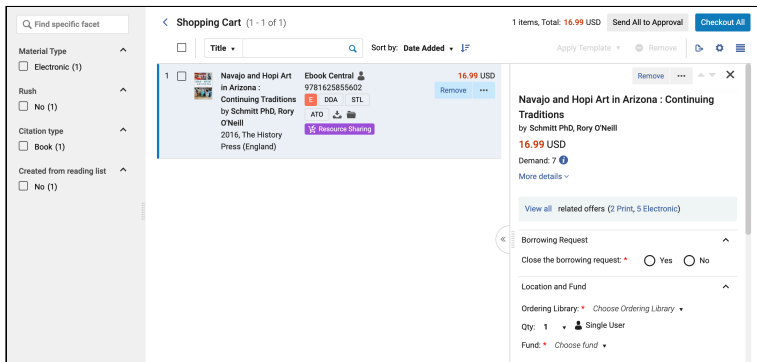 Find specific facet
Material Type
Electronic (1)
Rush
No (1)
Citation type
Book (1)
Created from reading list
No (1)
Shopping Cart (1 - 1 of 1)
1 items, Total: 16.99 USD
Send All to Approval
Checkout All
Title
Sort by: Date Added
Apply Template
Remove
1
Navajo and Hopi Art
in Arizona :
Continuing Traditions
by Schmitt PhD, Rory
O'Neill
2016, The History
Press (England)
Ebook Central
9781625855602
E DDA STL
ATO
Resource Sharing
16.99 USD
Remove
Remove
Navajo and Hopi Art in Arizona : Continuing
Traditions
by Schmitt PhD, Rory O'Neill
16.99 USD
Demand: 7
More details
View all related offers (2 Print, 5 Electronic)
Borrowing Request
Close the borrowing request: * Yes No
Location and Fund
Ordering Library: * Choose Ordering Library
Qty: 1 Single User
Fund: * Choose fund